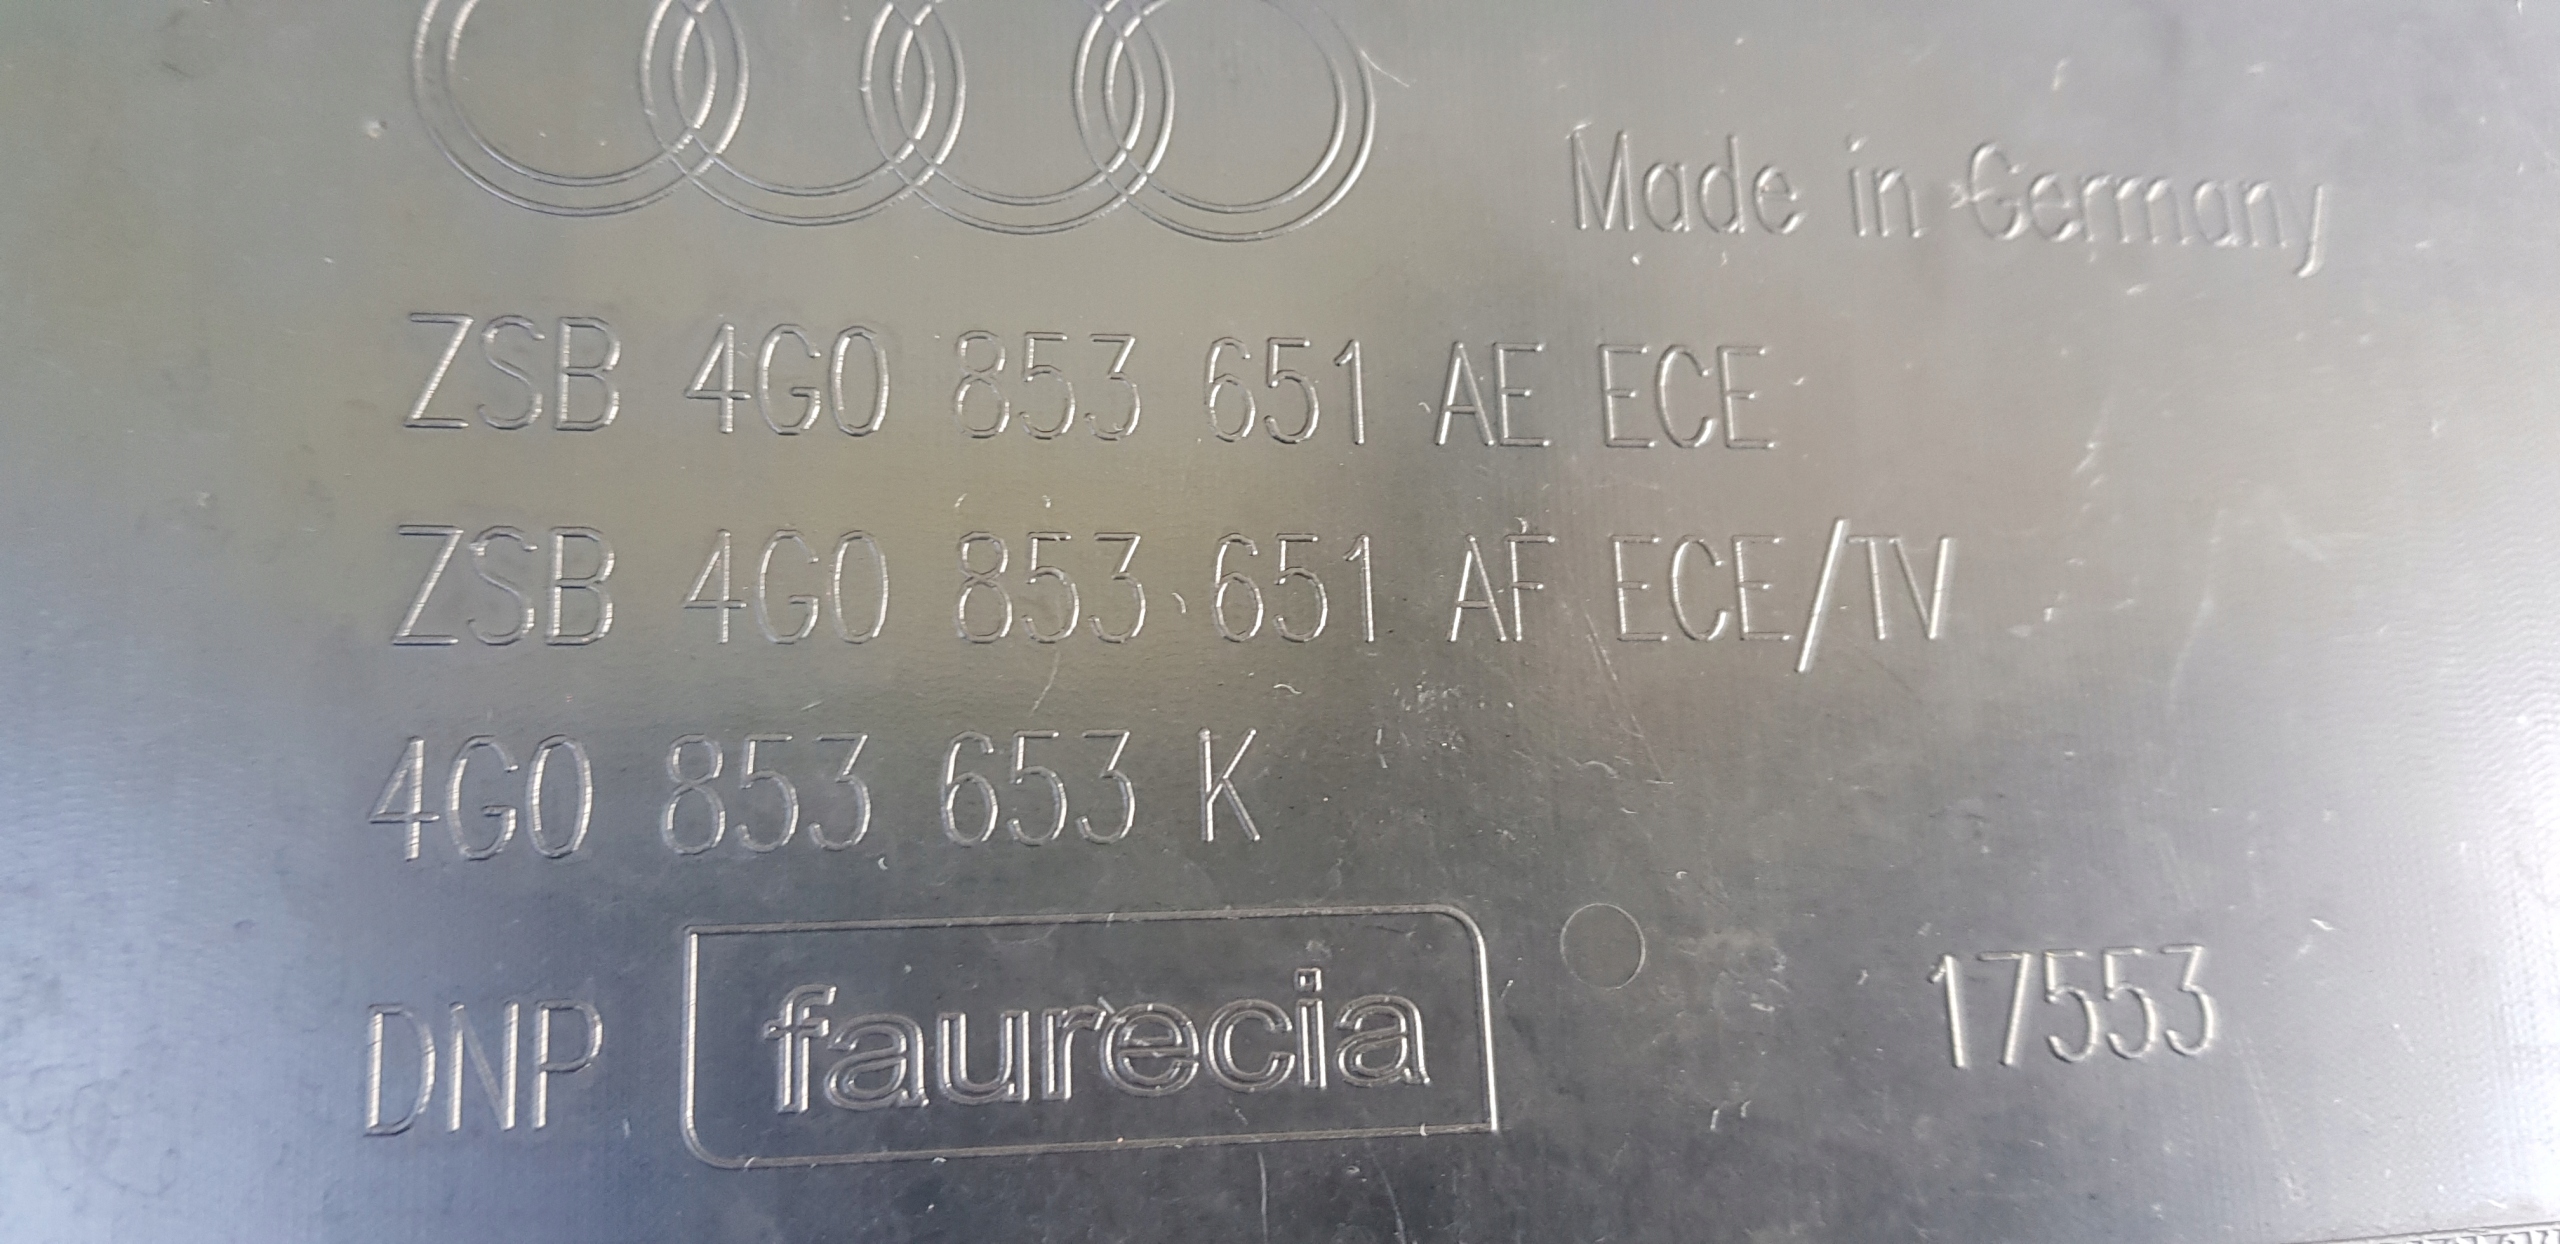 Made in Germany
ZSB 4G0 853 651 AE ECE
ZSB 4G0 853 651 AF ECE/TV
4G0 853 653 K
DNP faurecia 17553